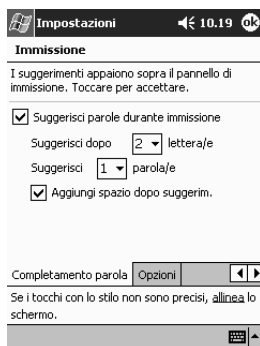 Impostazioni 10.19 ok
Immissione
I suggerimenti appaiono sopra il pannello di
immissione. Toccare per accettare.
Suggerisci parole durante immissione
Suggerisci dopo 2 lettera/e
Suggerisci 1 parola/e
Aggiungi spazio dopo suggerim.
Completamento parola Opzioni
Se i tocchi con lo stilo non sono precisi, allinea lo
schermo.